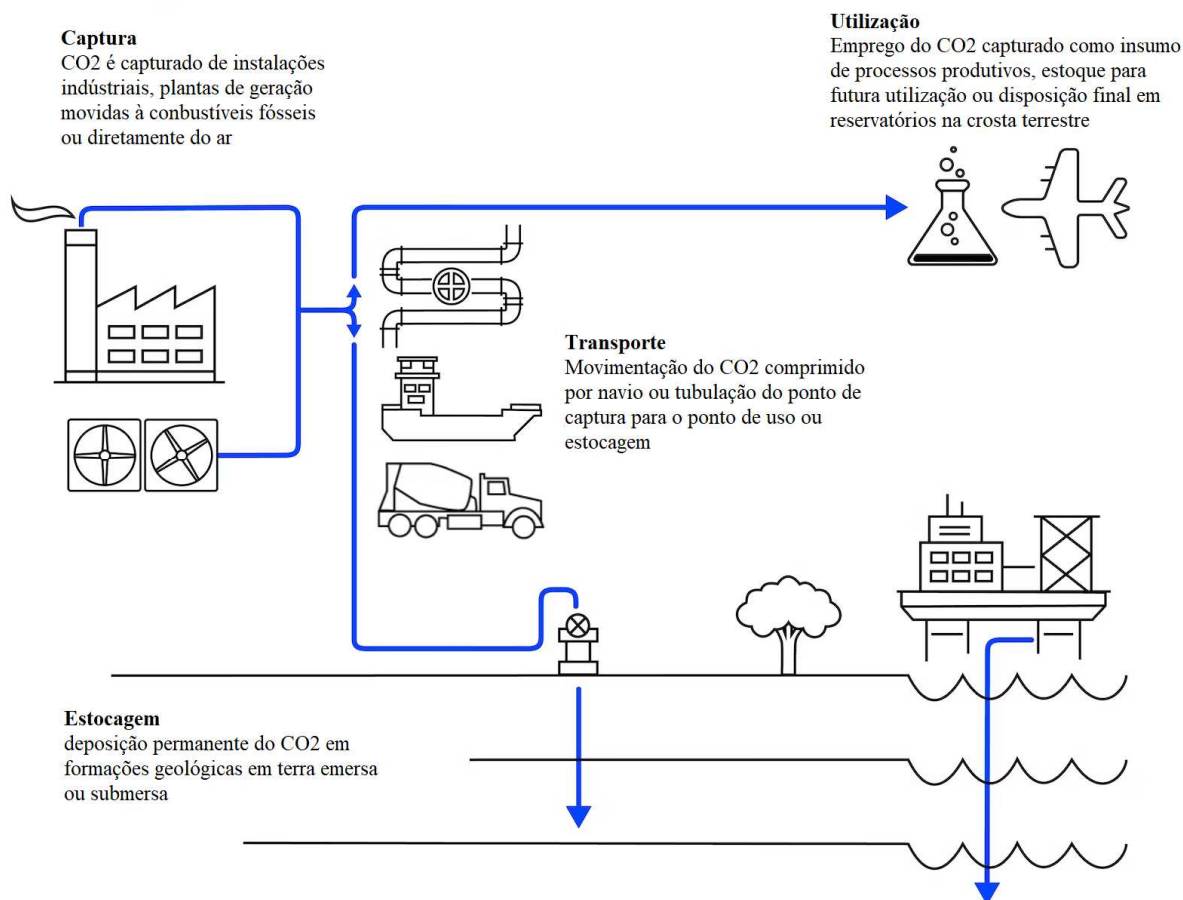 Captura
CO2 é capturado de instalações
indústriais, plantas de geração
movidas à conbustíveis fósseis
ou diretamente do ar
Utilização
Emprego do CO2 capturado como insumo
de processos produtivos, estoque para
futura utilização ou disposição final em
reservatórios na crosta terrestre
Transporte
Movimentação do CO2 comprimido
por navio ou tubulação do ponto de
captura para o ponto de uso ou
estocagem
Estocagem
deposição permanente do CO2 em
formações geológicas em terra emersa
ou submersa